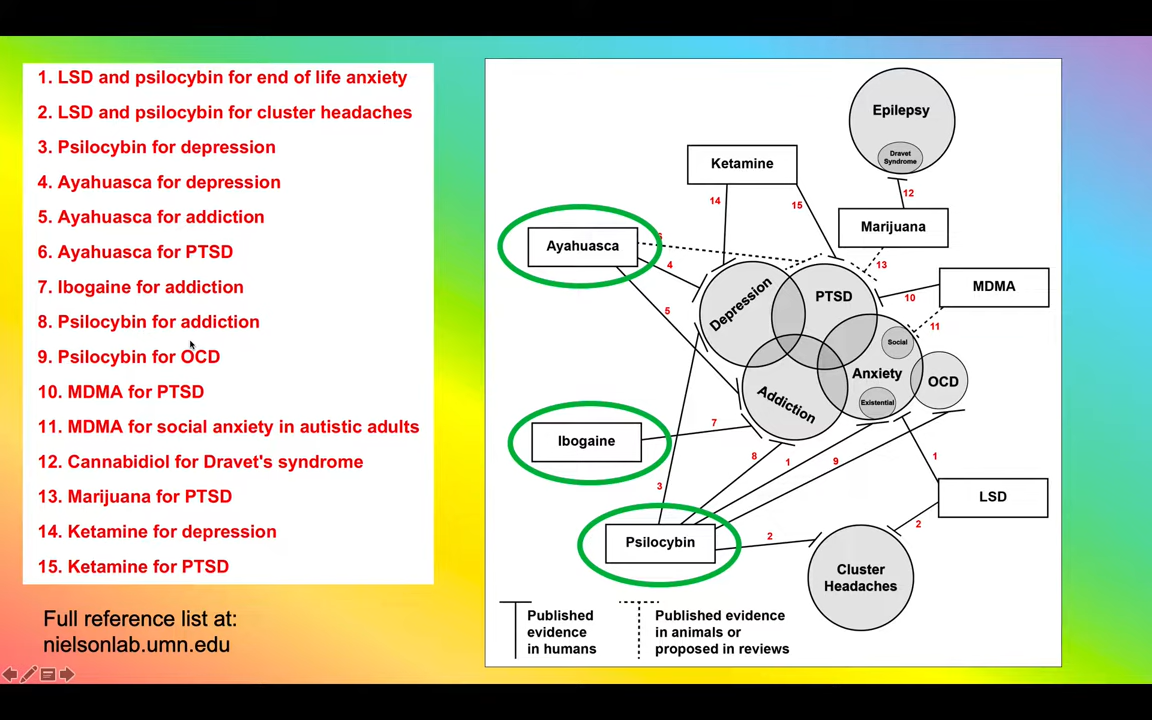 1. LSD and psilocybin for end of life anxiety
2. LSD and psilocybin for cluster headaches
3. Psilocybin for depression
4. Ayahuasca for depression
5. Ayahuasca for addiction
6. Ayahuasca for PTSD
7. Ibogaine for addiction
8. Psilocybin for addiction
9. Psilocybin for OCD
10. MDMA for PTSD
11. MDMA for social anxiety in autistic adults
12. Cannabidiol for Dravet's syndrome
13. Marijuana for PTSD
14. Ketamine for depression
15. Ketamine for PTSD
Full reference list at:
nielsonlab.umn.edu
Epilepsy
Dravet
Syndrome
Ketamine
12
14
15
Marijuana
6
Ayahuasca
4
13
MDMA
10
5
Depression
PTSD
11
Social
Anxiety
OCD
Addiction
Existential
7
Ibogaine
8
1
9
1
3
LSD
2
Psilocybin
2
Cluster
Headaches
Published
evidence
in humans
Published evidence
in animals or
proposed in reviews